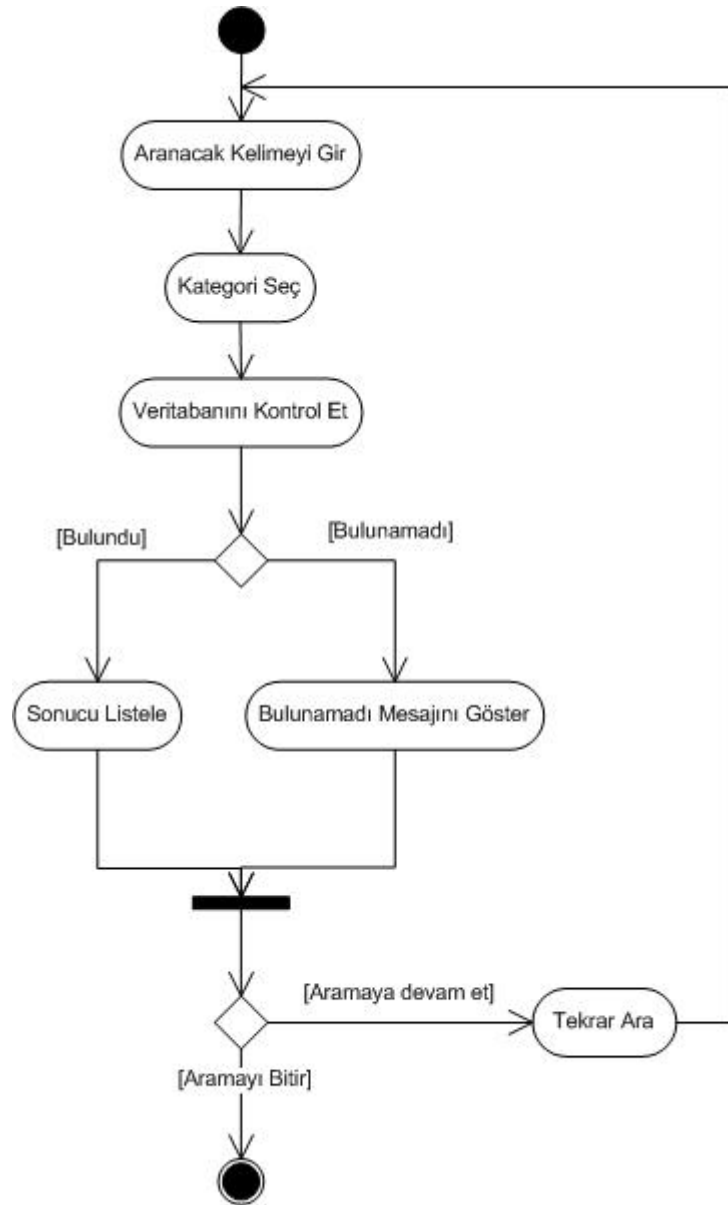 Aranacak Kelimeyi Gir
Kategori Seç
Veritabanını Kontrol Et
[Bulundu]
[Bulunamadı]
Sonucu Listele
Bulunamadı Mesajını Göster
[Aramaya devam et]
Tekrar Ara
[Aramayı Bitir]